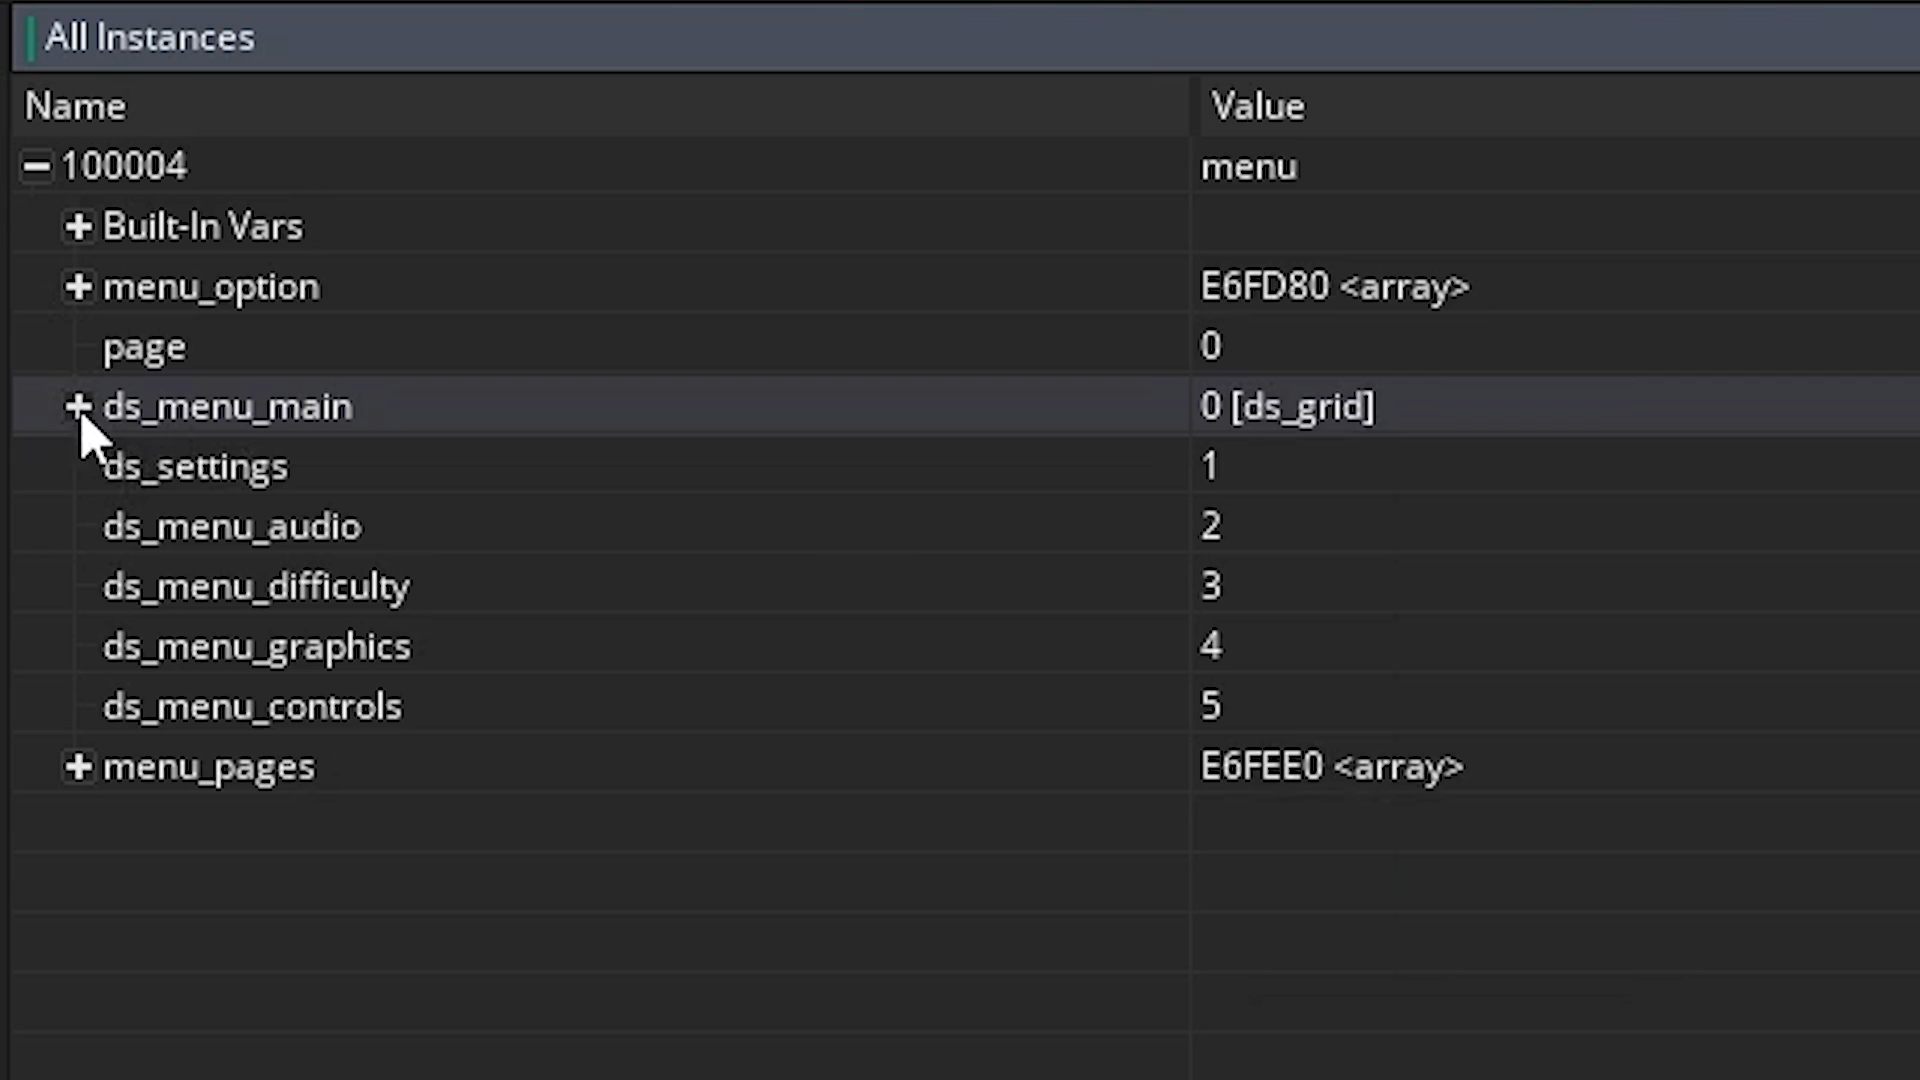 All Instances
Name Value
100004 menu
Built-In Vars
menu_option E6FD80 <array>
page 0
ds_menu_main 0 [ds_grid]
ds_settings 1
ds_menu_audio 2
ds_menu_difficulty 3
ds_menu_graphics 4
ds_menu_controls 5
menu_pages E6FEE0 <array>